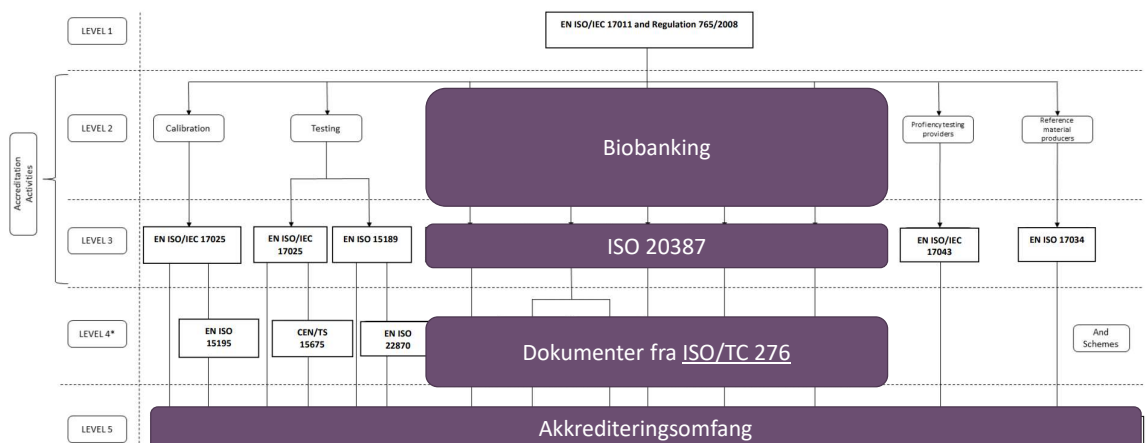 LEVEL 1
EN ISO/IEC 17011 and Regulation 765/2008
Accreditation
Activities
LEVEL 2
Calibration
Testing
Biobanking
Profiency testing
providers
Reference
material
producers
LEVEL 3
EN ISO/IEC 17025
EN ISO/IEC
17025
EN ISO 15189
ISO 20387
EN ISO/IEC
17043
EN ISO 17034
LEVEL 4*
EN ISO
15195
CEN/TS
15675
EN ISO
22870
Dokumenter fra ISO/TC 276
And
Schemes
LEVEL 5
Akkrediteringsomfang